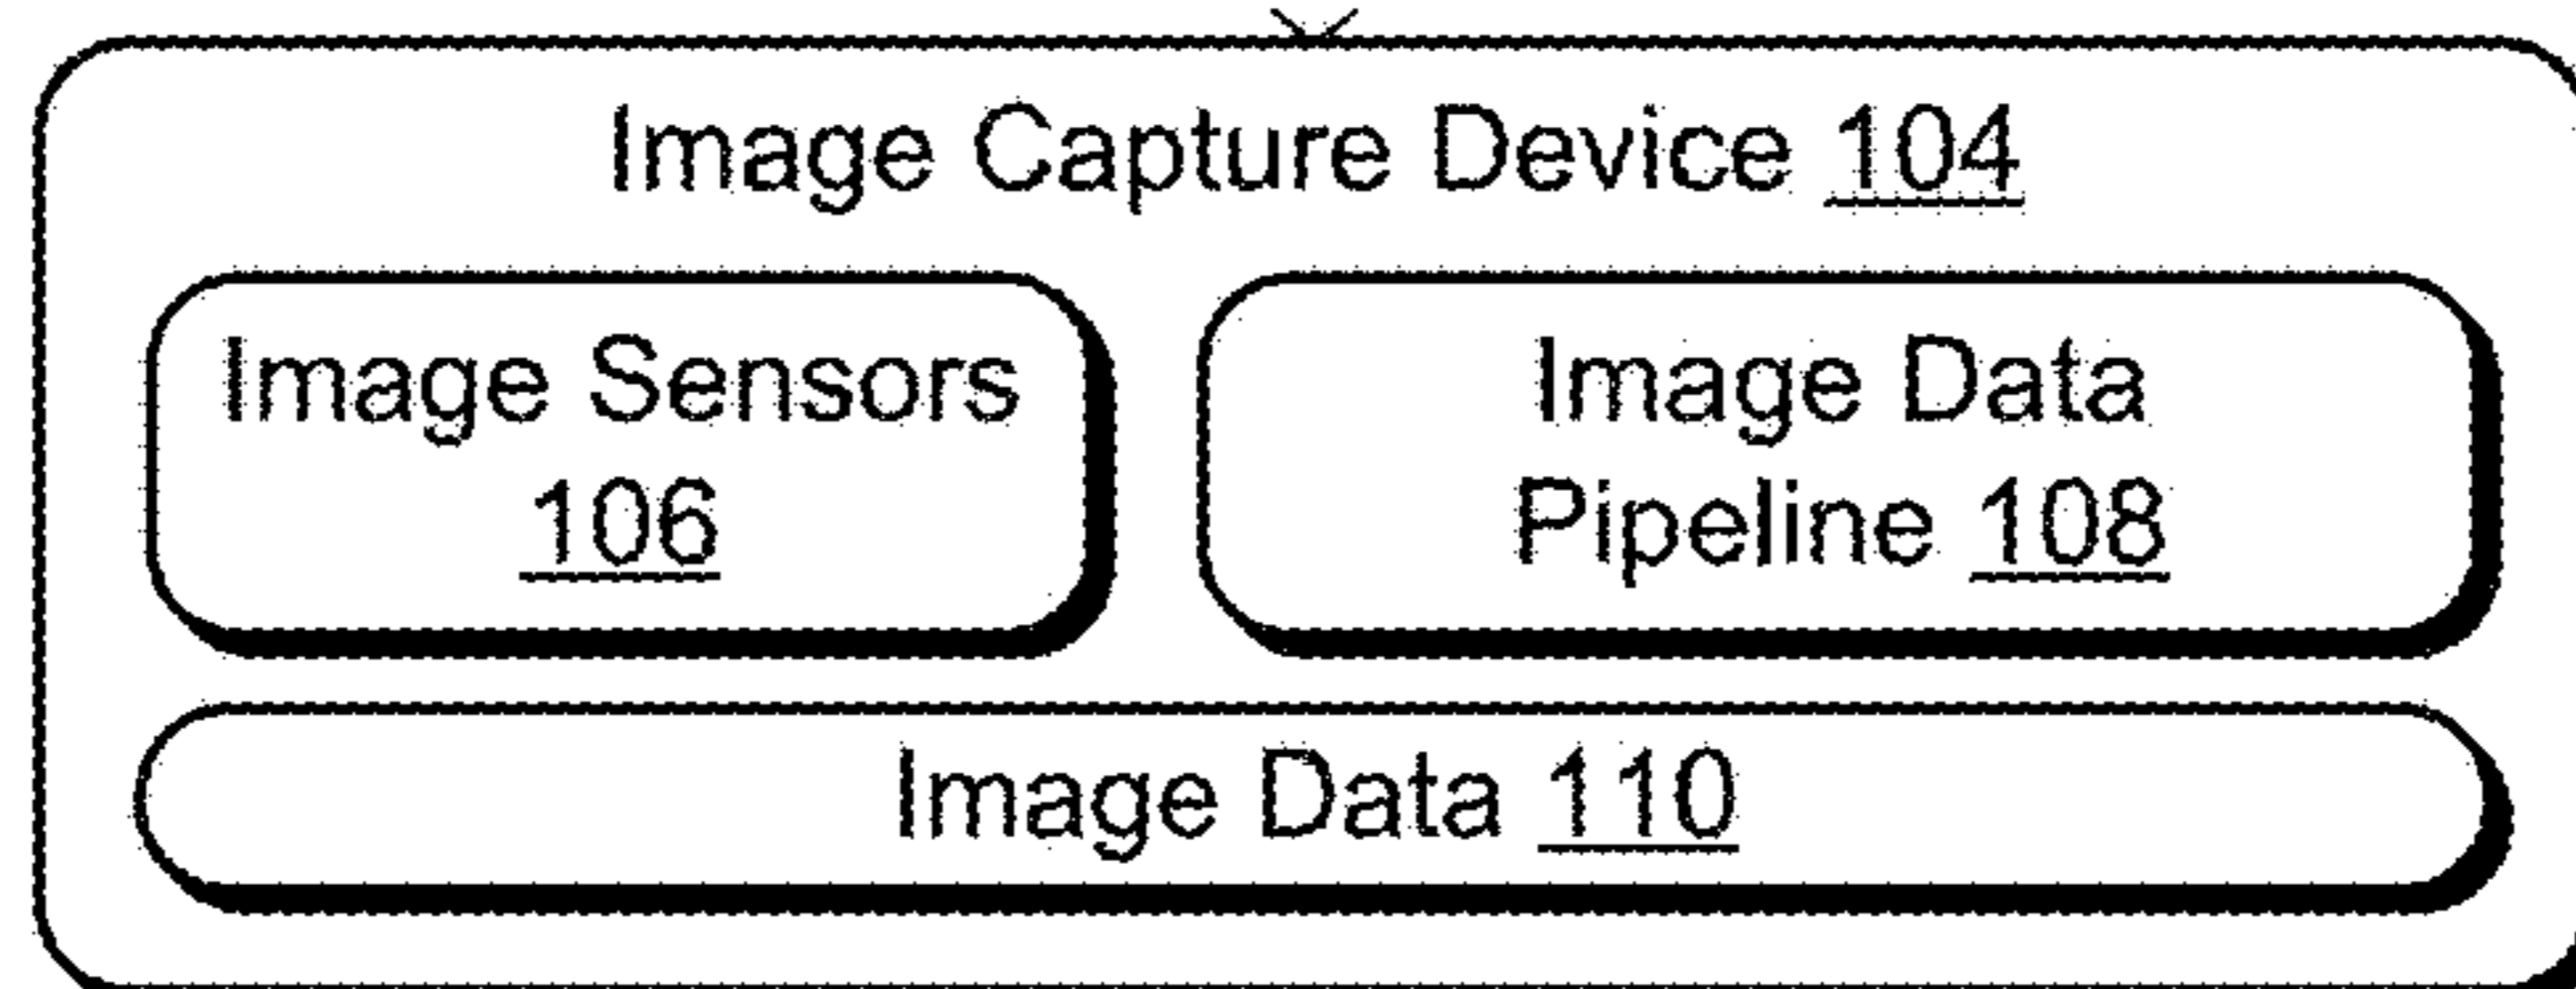 Image Capture Device 104
Image Sensors
106
Image Data
Pipeline 108
Image Data 110